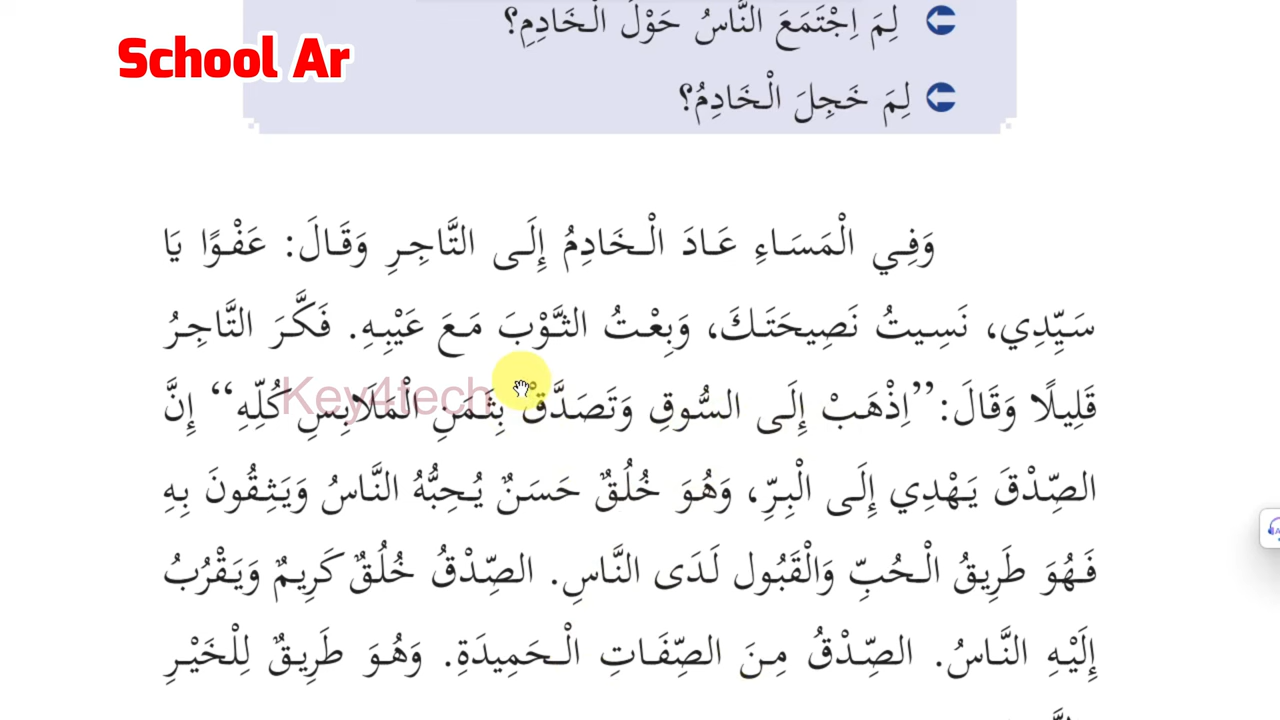 لِمَ اِجْتَمَعَ النَّاسُ حَوْلَ الْخَادِمِ؟
School Ar
لِمَ خَجِلَ الْخَادِمُ؟
وَفِي الْمَسَاءِ عَادَ الْخَادِمُ إِلَى التَّاجِرِ وَقَالَ: عَفْوًا يَا
سَيِّدِي، نَسِيتُ نَصِيحَتَكَ، وَبِعْتُ الثَّوْبَ مَعَ عَيْبِهِ. فَكَّرَ التَّاجِرُ
قَلِيلًا وَقَالَ: ”اِذْهَبْ إِلَى السُّوقِ وَتَصَدَّقْ بِثَمَنِ الْمَلَابِسِ كُلِّهِ“ إِنَّ
Key4tech
الصِّدْقَ يَهْدِي إِلَى الْبِرِّ، وَهُوَ خُلُقٌ حَسَنٌ يُحِبُّهُ النَّاسُ وَيَثِقُونَ بِهِ
فَهُوَ طَرِيقُ الْحُبِّ وَالْقَبُول لَدَى النَّاسِ. الصِّدْقُ خُلُقٌ كَرِيمٌ وَيَقْرُبُ
إِلَيْهِ النَّاسُ. الصِّدْقُ مِنَ الصِّفَاتِ الْحَمِيدَةِ. وَهُوَ طَرِيقٌ لِلْخَيْرِ